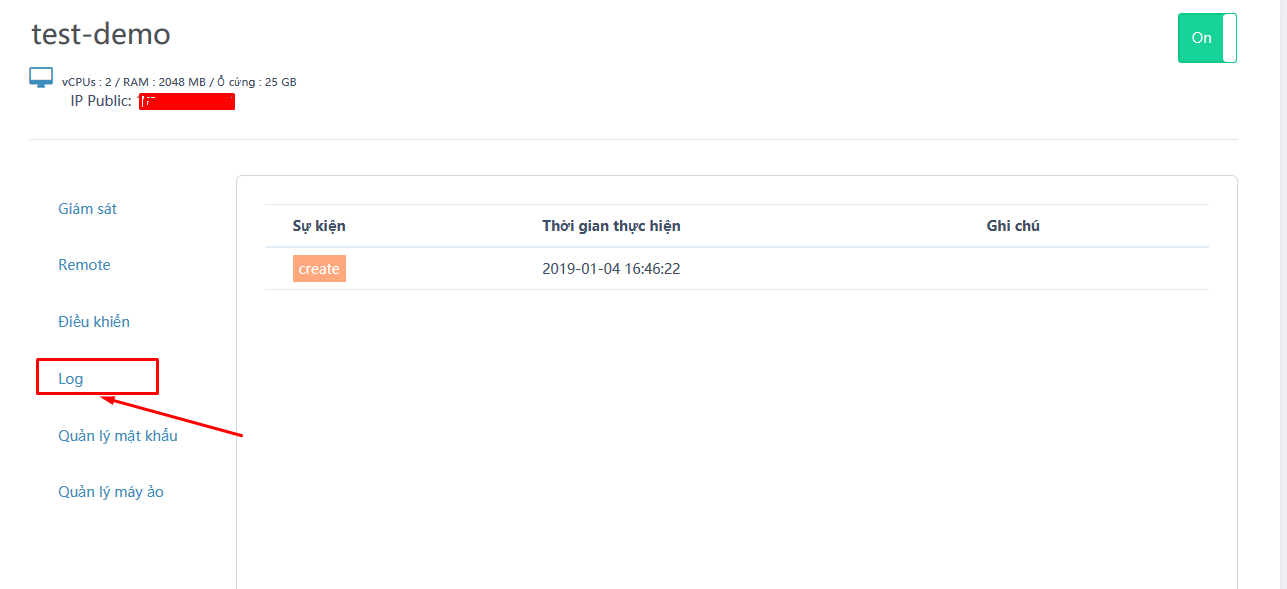 test-demo
On
vCPUs : 2 / RAM : 2048 MB / Ổ cứng : 25 GB
IP Public:
Giám sát
Remote
Điều khiển
Log
Quản lý mật khẩu
Quản lý máy ảo
Sự kiện Thời gian thực hiện Ghi chú
create 2019-01-04 16:46:22